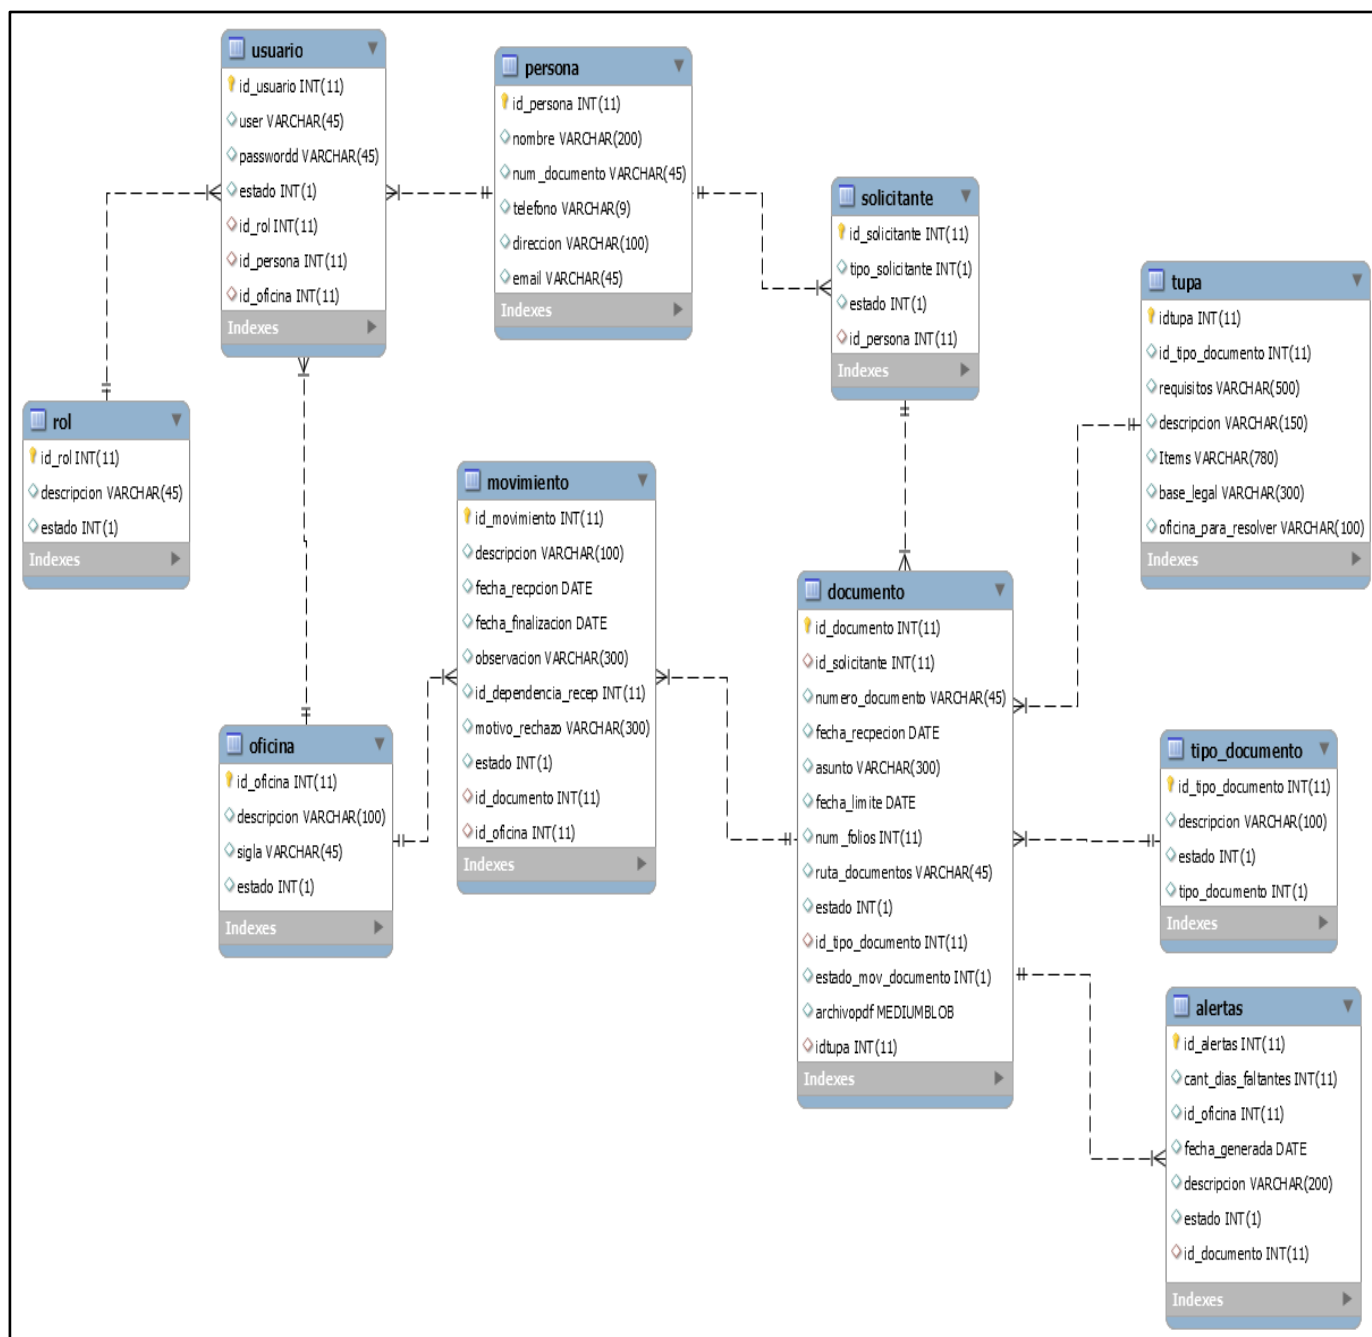 usuario
id_usuario INT(11)
user VARCHAR(45)
passwordd VARCHAR(45)
estado INT(1)
id_rol INT(11)
id_persona INT(11)
id_oficina INT(11)
Indexes
persona
id_persona INT(11)
nombre VARCHAR(200)
num_documento VARCHAR(45)
telefono VARCHAR(9)
direccion VARCHAR(100)
email VARCHAR(45)
Indexes
solicitante
id_solicitante INT(11)
tipo_solicitante INT(1)
estado INT(1)
id_persona INT(11)
Indexes
tupa
idtupa INT(11)
id_tipo_documento INT(11)
requisitos VARCHAR(500)
descripcion VARCHAR(150)
Items VARCHAR(780)
base_legal VARCHAR(300)
oficina_para_resolver VARCHAR(100)
Indexes
rol
id_rol INT(11)
descripcion VARCHAR(45)
estado INT(1)
Indexes
movimiento
id_movimiento INT(11)
descripcion VARCHAR(100)
fecha_recpcion DATE
fecha_finalizacion DATE
observacion VARCHAR(300)
id_dependencia_recep INT(11)
motivo_rechazo VARCHAR(300)
estado INT(1)
id_documento INT(11)
id_oficina INT(11)
Indexes
documento
id_documento INT(11)
id_solicitante INT(11)
numero_documento VARCHAR(45)
fecha_recpecion DATE
asunto VARCHAR(300)
fecha_limite DATE
num_folios INT(11)
ruta_documentos VARCHAR(45)
estado INT(1)
id_tipo_documento INT(11)
estado_mov_documento INT(1)
archivopdf MEDIUMBLOB
idtupa INT(11)
Indexes
oficina
id_oficina INT(11)
descripcion VARCHAR(100)
sigla VARCHAR(45)
estado INT(1)
Indexes
tipo_documento
id_tipo_documento INT(11)
descripcion VARCHAR(100)
estado INT(1)
tipo_documento INT(1)
Indexes
alertas
id_alertas INT(11)
cant_dias_faltantes INT(11)
id_oficina INT(11)
fecha_generada DATE
descripcion VARCHAR(200)
estado INT(1)
id_documento INT(11)
Indexes